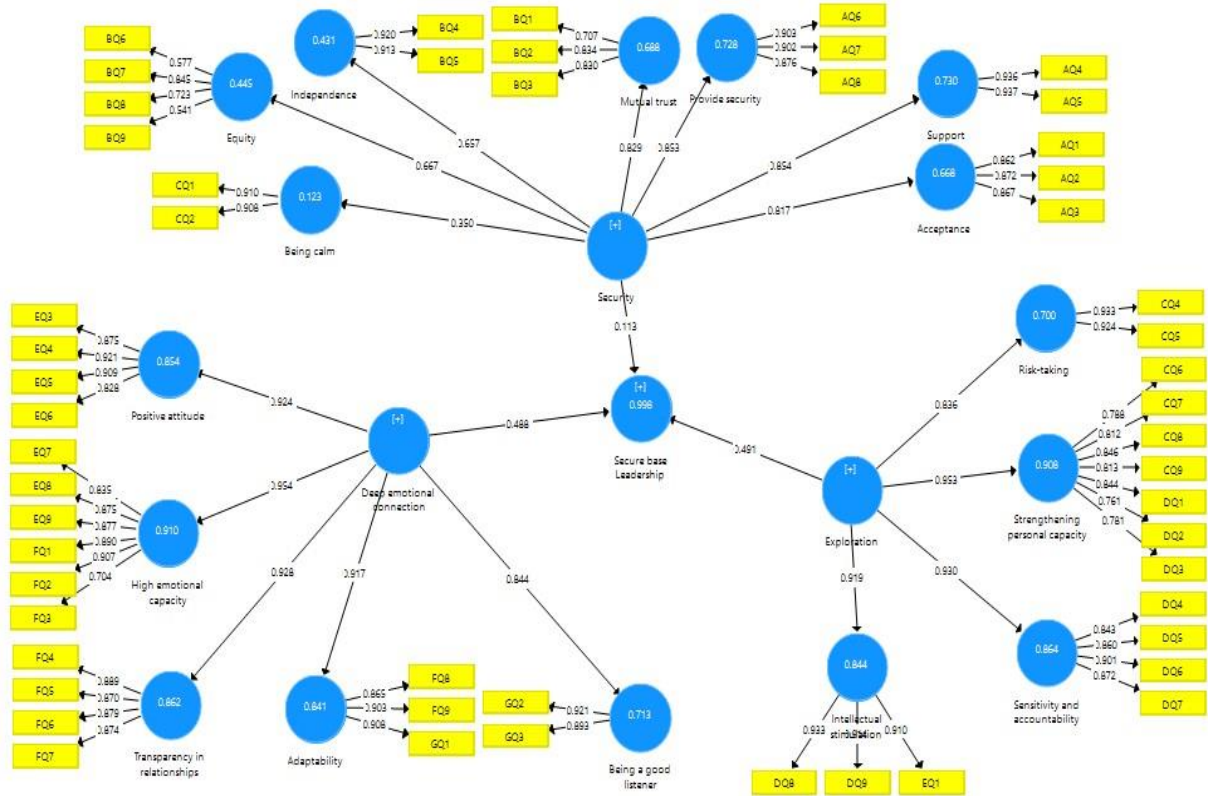 BQ6
BQ7
BQ8
BQ9
0.577
0.845
0.723
0.541
0.445
Equity
0.431
Independence
0.920
0.913
BQ4
BQ5
BQ1
BQ2
BQ3
0.707
0.834
0.830
0.688
Mutual trust
0.728
Provide security
0.903
0.902
0.876
AQ6
AQ7
AQ8
0.730
Support
0.936
0.937
AQ4
AQ5
0.668
Acceptance
0.862
0.872
0.867
AQ1
AQ2
AQ3
CQ1
CQ2
0.910
0.908
0.123
Being calm
0.657
0.667
0.350
0.829
0.853
0.854
0.817
[+]
Security
0.113
EQ3
EQ4
EQ5
EQ6
0.875
0.921
0.909
0.828
0.854
Positive attitude
EQ7
EQ8
EQ9
FQ1
FQ2
FQ3
0.835
0.875
0.877
0.890
0.907
0.704
0.910
High emotional
capacity
FQ4
FQ5
FQ6
FQ7
0.889
0.870
0.879
0.874
0.862
Transparency in
relationships
0.924
0.954
0.928
0.917
0.844
[+]
Deep emotional
connection
0.488
[+]
0.998
Secure base
Leadership
0.491
0.841
Adaptability
0.865
0.903
0.908
FQ8
FQ9
GQ1
GQ2
GQ3
0.921
0.893
0.713
Being a good
listener
[+]
Exploration
0.836
0.953
0.930
0.919
0.700
Risk-taking
0.933
0.924
CQ4
CQ5
0.908
Strengthening
personal capacity
0.788
0.812
0.846
0.813
0.844
0.761
0.781
CQ6
CQ7
CQ8
CQ9
DQ1
DQ2
DQ3
0.864
Sensitivity and
accountability
0.843
0.860
0.901
0.872
DQ4
DQ5
DQ6
DQ7
0.844
Intellectual
stimulation
0.933
0.910
DQ8
DQ9
EQ1